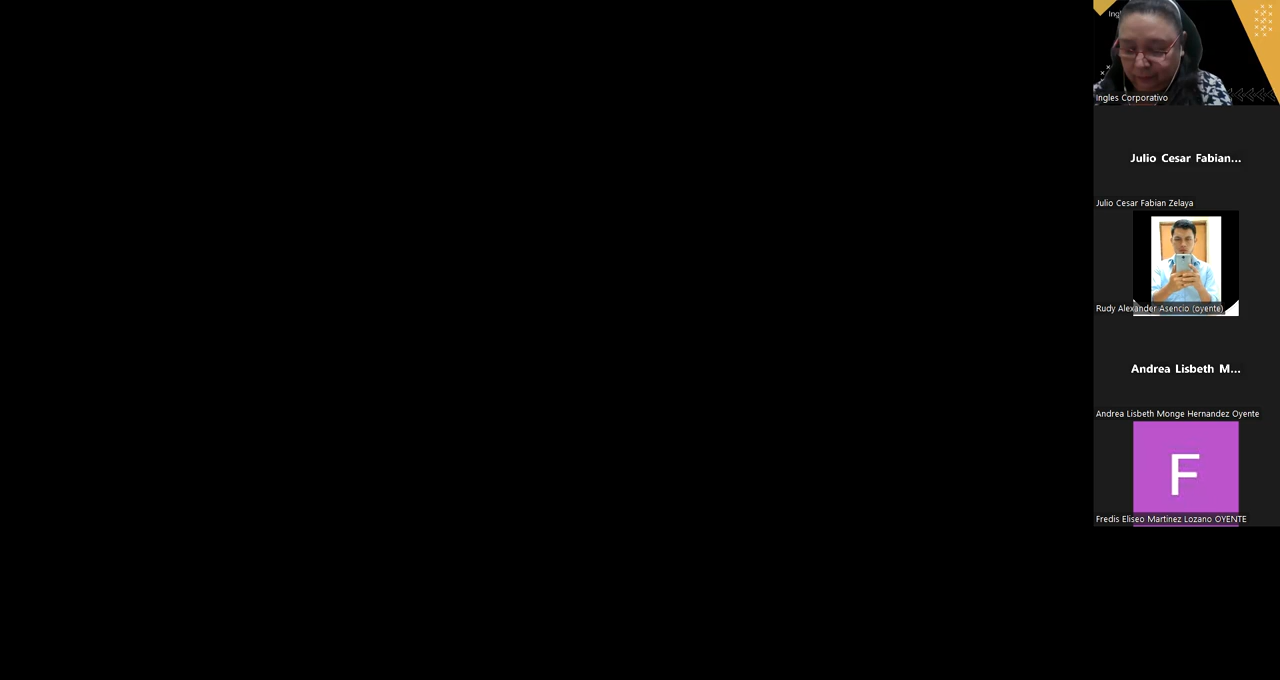 Ingl
Ingles Corporativo
Julio Cesar Fabian...
Julio Cesar Fabian Zelaya
Rudy Alexander Asencio (oyente)
Andrea Lisbeth M...
Andrea Lisbeth Monge Hernandez Oyente
F
Fredis Eliseo Martinez Lozano OYENTE